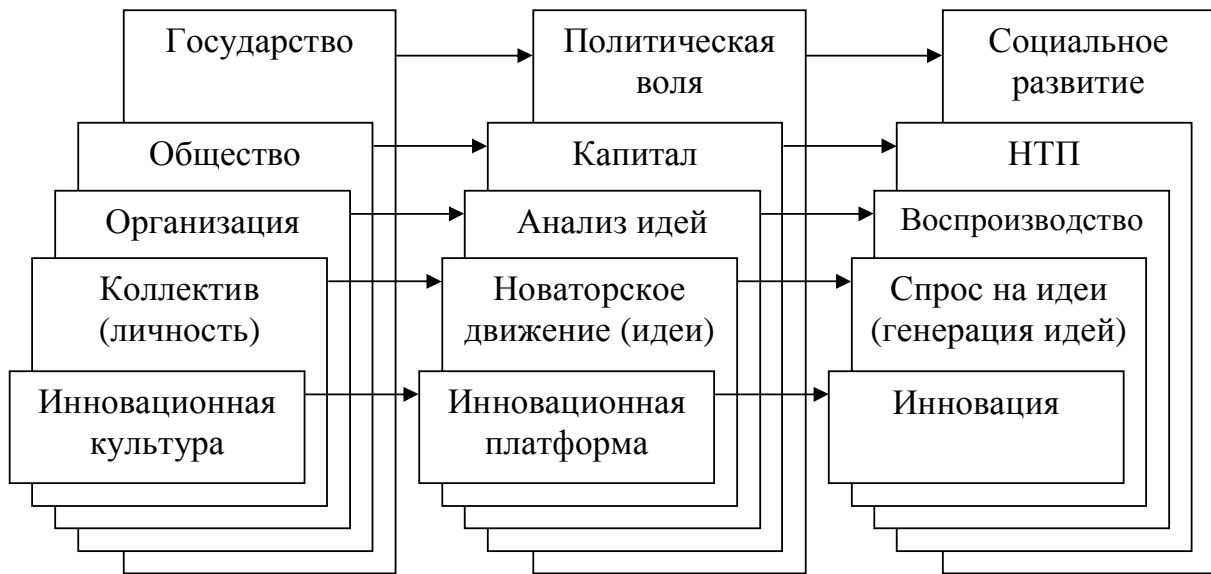 Государство
Политическая
воля
Социальное
развитие
Общество
Капитал
НТП
Организация
Анализ идей
Воспроизводство
Коллектив
(личность)
Новаторское
движение (идеи)
Спрос на идеи
(генерация идей)
Инновационная
культура
Инновационная
платформа
Инновация